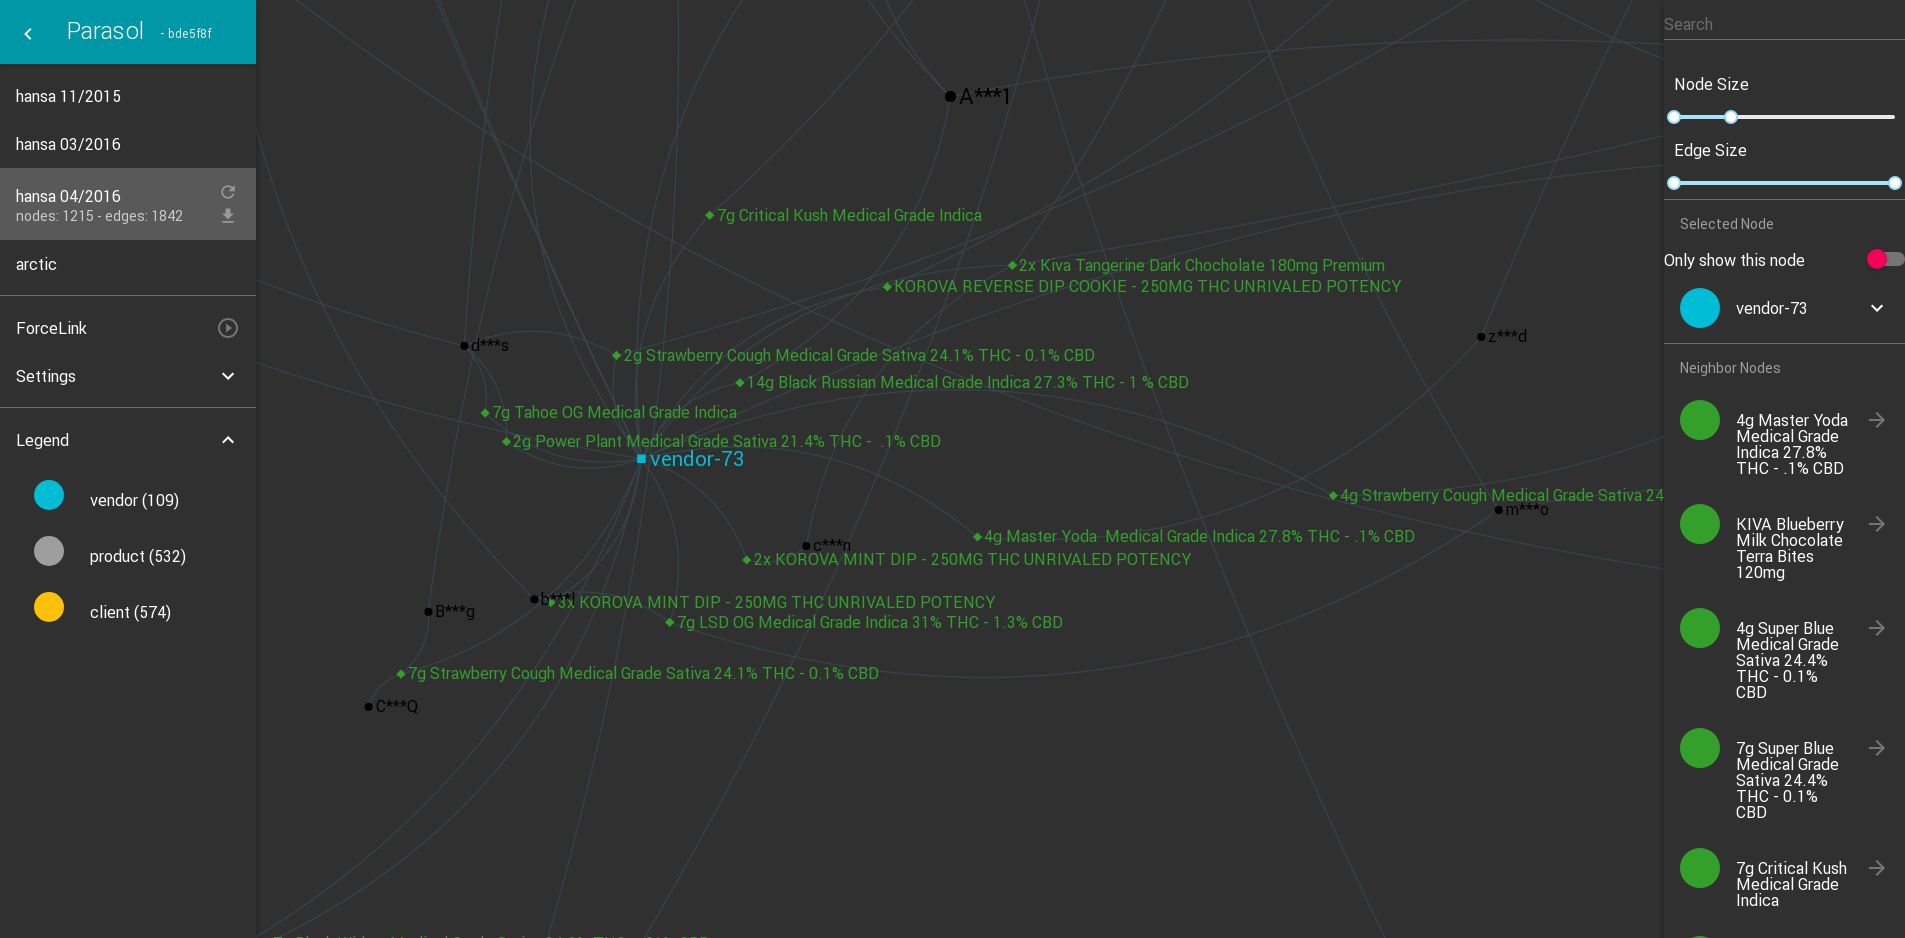 Parasol - bde5f8f
hansa 11/2015
hansa 03/2016
hansa 04/2016
nodes: 1215 - edges: 1842
arctic
ForceLink
Settings
Legend
vendor (109)
product (532)
client (574)
A***1
7g Critical Kush Medical Grade Indica
2x Kiva Tangerine Dark Chocholate 180mg Premium
KOROVA REVERSE DIP COOKIE - 250MG THC UNRIVALED POTENCY
z***d
d***s
2g Strawberry Cough Medical Grade Sativa 24.1% THC - 0.1% CBD
14g Black Russian Medical Grade Indica 27.3% THC - 1 % CBD
7g Tahoe OG Medical Grade Indica
2g Power Plant Medical Grade Sativa 21.4% THC -  .1% CBD
vendor-73
4g Strawberry Cough Medical Grade Sativa 24
m***o
4g Master Yoda  Medical Grade Indica 27.8% THC - .1% CBD
c***n
2x KOROVA MINT DIP - 250MG THC UNRIVALED POTENCY
3x KOROVA MINT DIP - 250MG THC UNRIVALED POTENCY
B***g
7g LSD OG Medical Grade Indica 31% THC - 1.3% CBD
7g Strawberry Cough Medical Grade Sativa 24.1% THC - 0.1% CBD
C***Q
Search
Node Size
Edge Size
Selected Node
Only show this node
vendor-73
Neighbor Nodes
4g Master Yoda
Medical Grade
Indica 27.8%
THC - .1% CBD
KIVA Blueberry
Milk Chocolate
Terra Bites
120mg
4g Super Blue
Medical Grade
Sativa 24.4%
THC - 0.1%
CBD
7g Super Blue
Medical Grade
Sativa 24.4%
THC - 0.1%
CBD
7g Critical Kush
Medical Grade
Indica